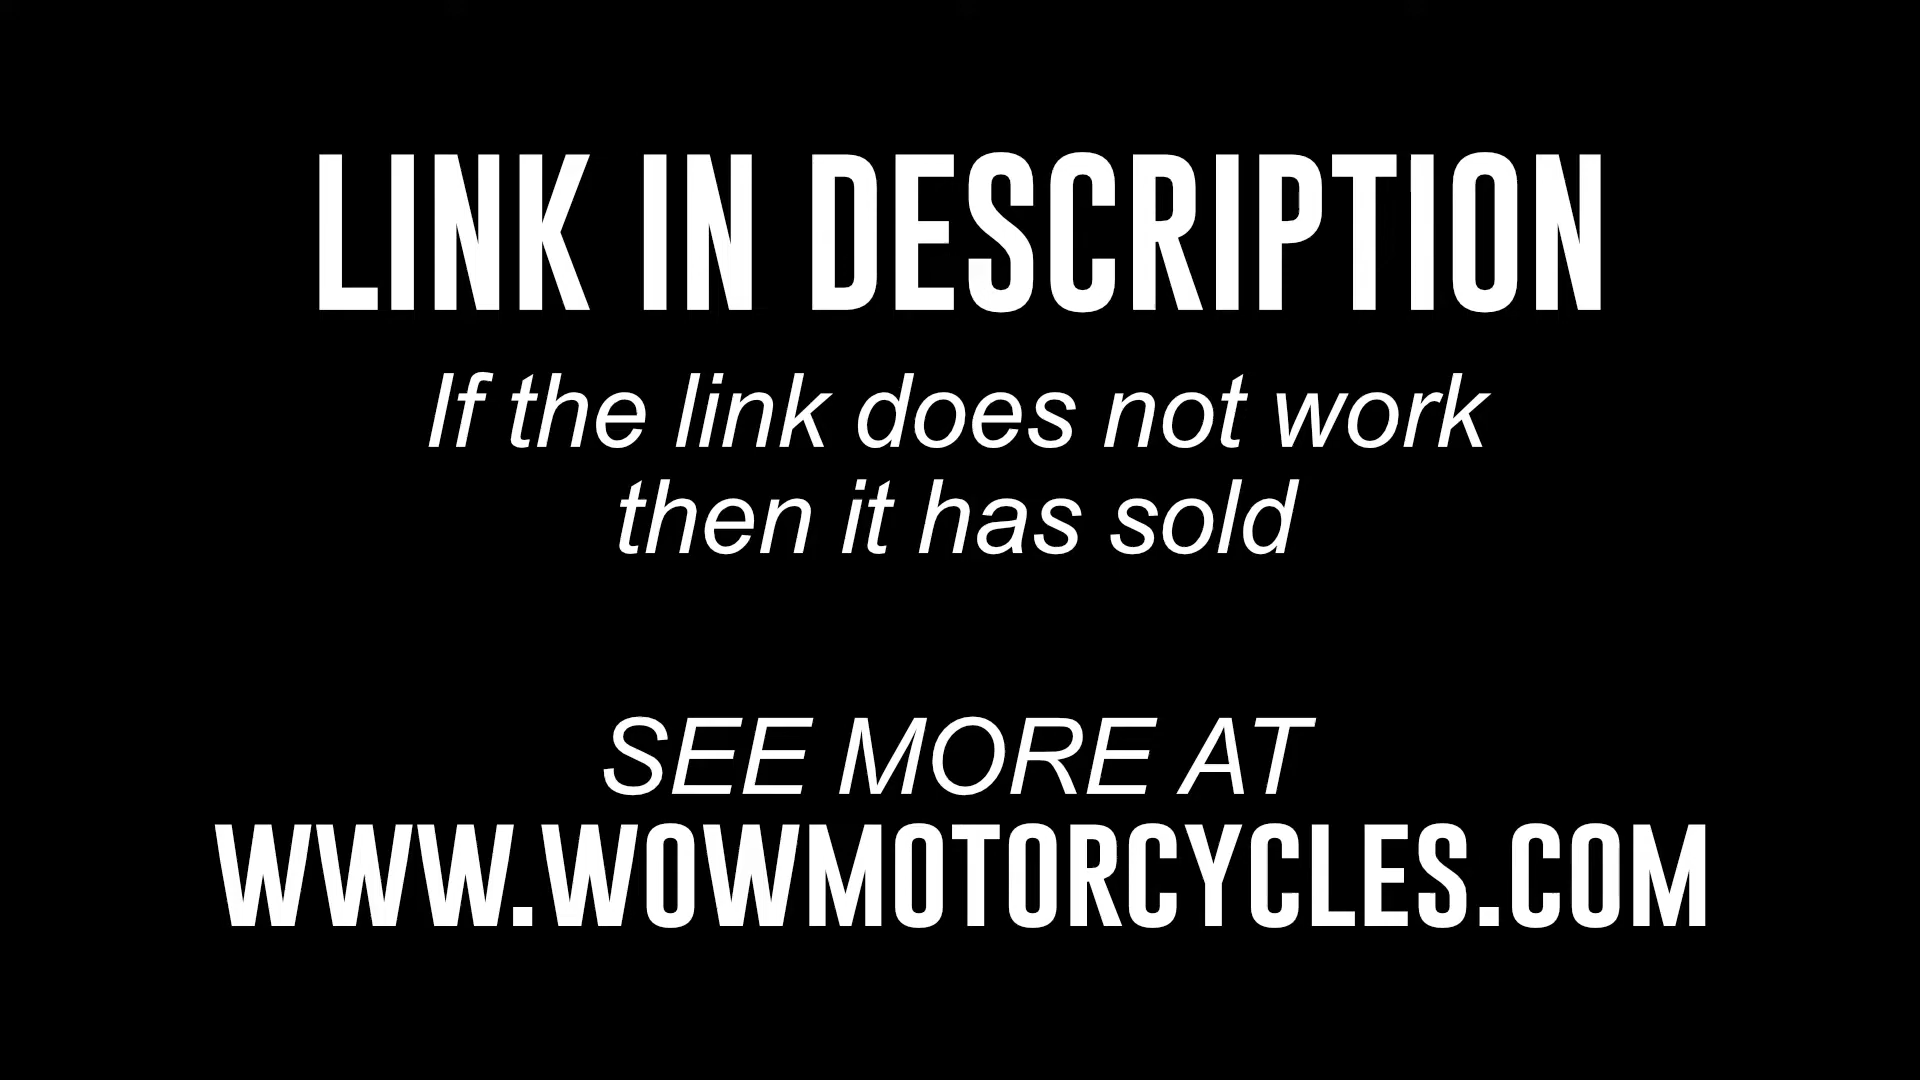 LINK IN DESCRIPTION
If the link does not work
then it has sold
SEE MORE AT
WWW.WOWMOTORCYCLES.COM